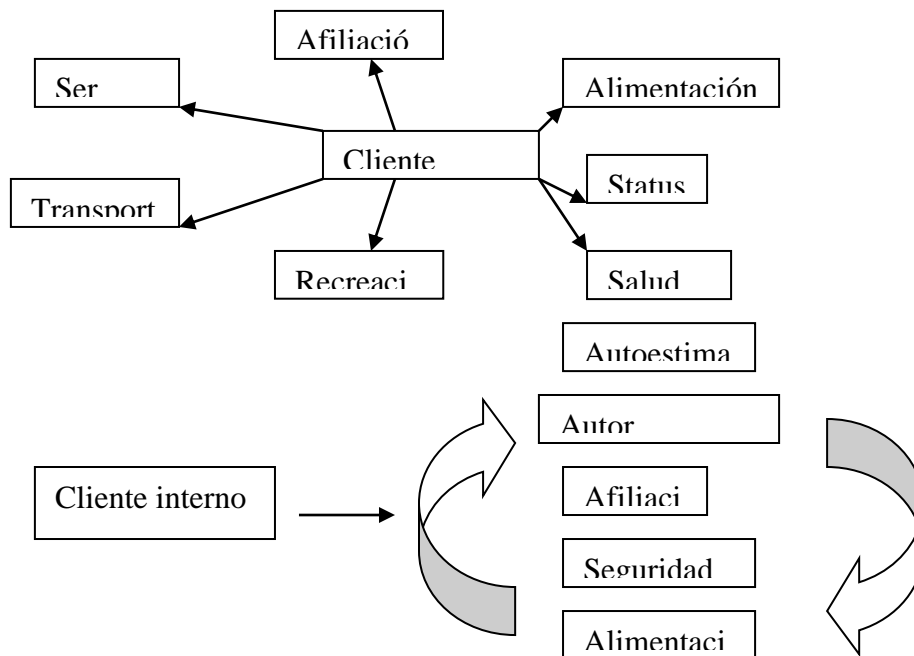 Afiliació
Ser
Alimentación
Cliente
Status
Transport
Recreaci
Salud
Autoestima
Autor
Cliente interno
Afiliaci
Seguridad
Alimentaci